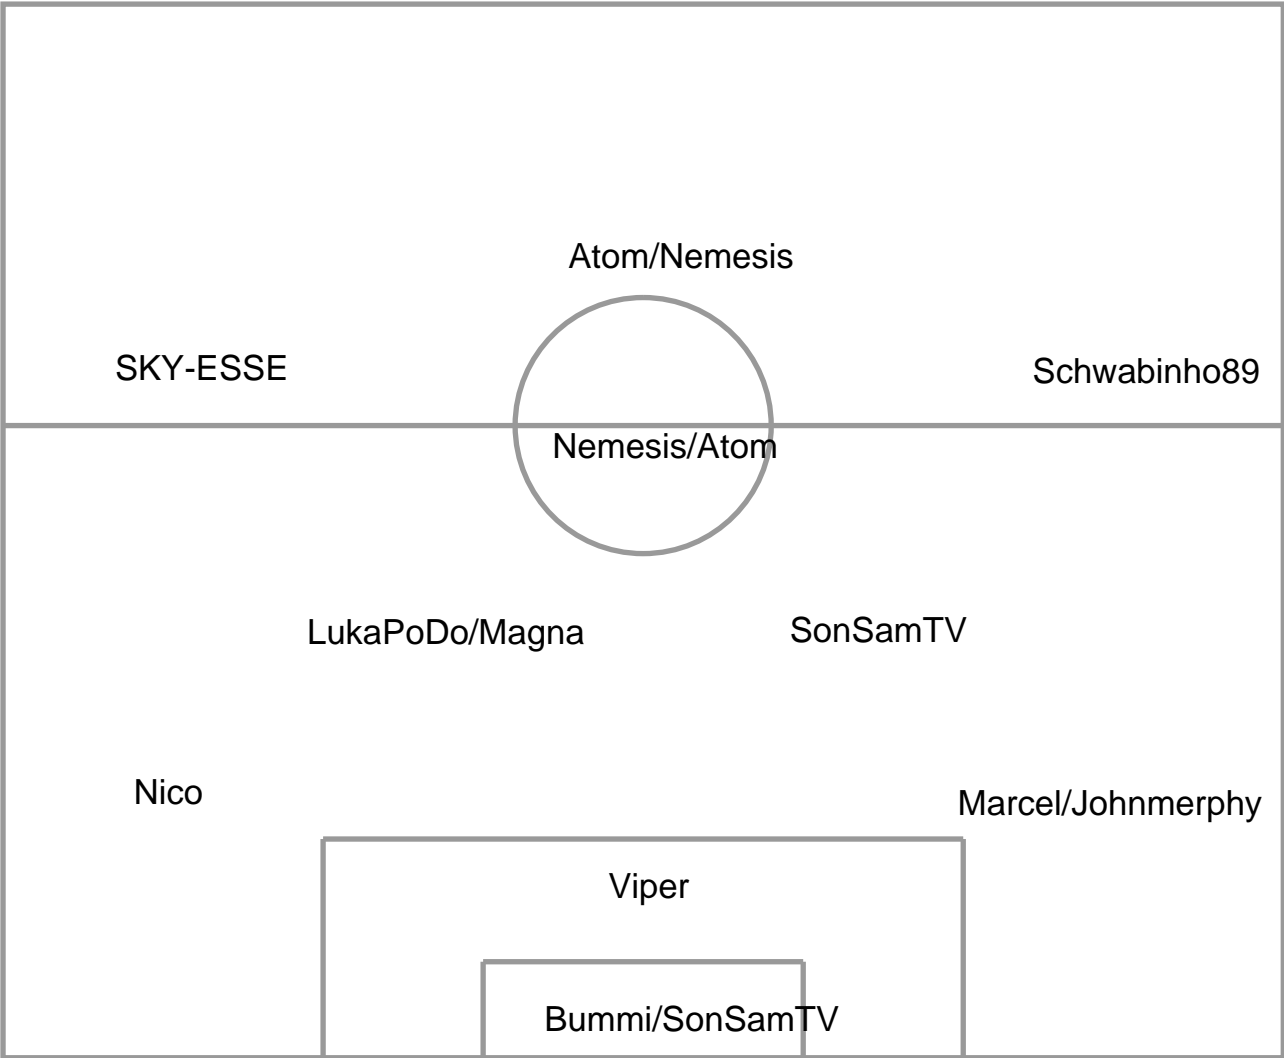 Atom/Nemesis
SKY-ESSE
Schwabinho89
Nemesis/Atom
LukaPoDo/Magna
SonSamTV
Nico
Marcel/Johnmerphy
Viper
Bummi/SonSamTV